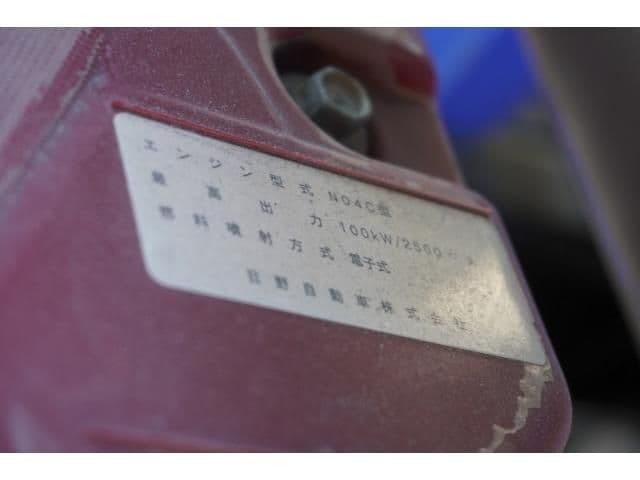 エンジン型式 N04C型
最高出力 100kW/2500
燃料噴射方式 電子式
日野自動車株式会社